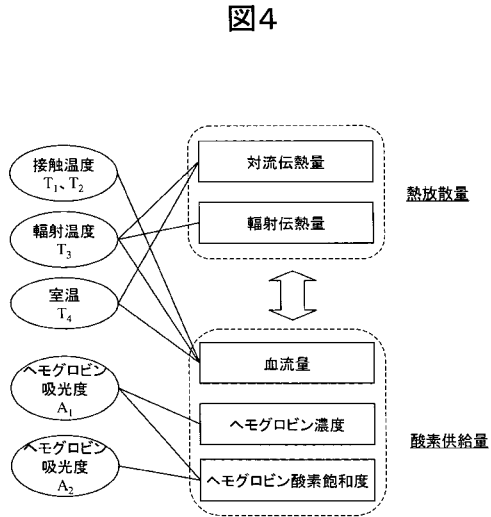 図4
接触温度
T₁、T₂
輻射温度
T₃
室温
T₄
ヘモグロビン
吸光度
A₁
ヘモグロビン
吸光度
A₂
対流伝熱量
輻射伝熱量
熱放散量
血流量
ヘモグロビン濃度
ヘモグロビン酸素飽和度
酸素供給量